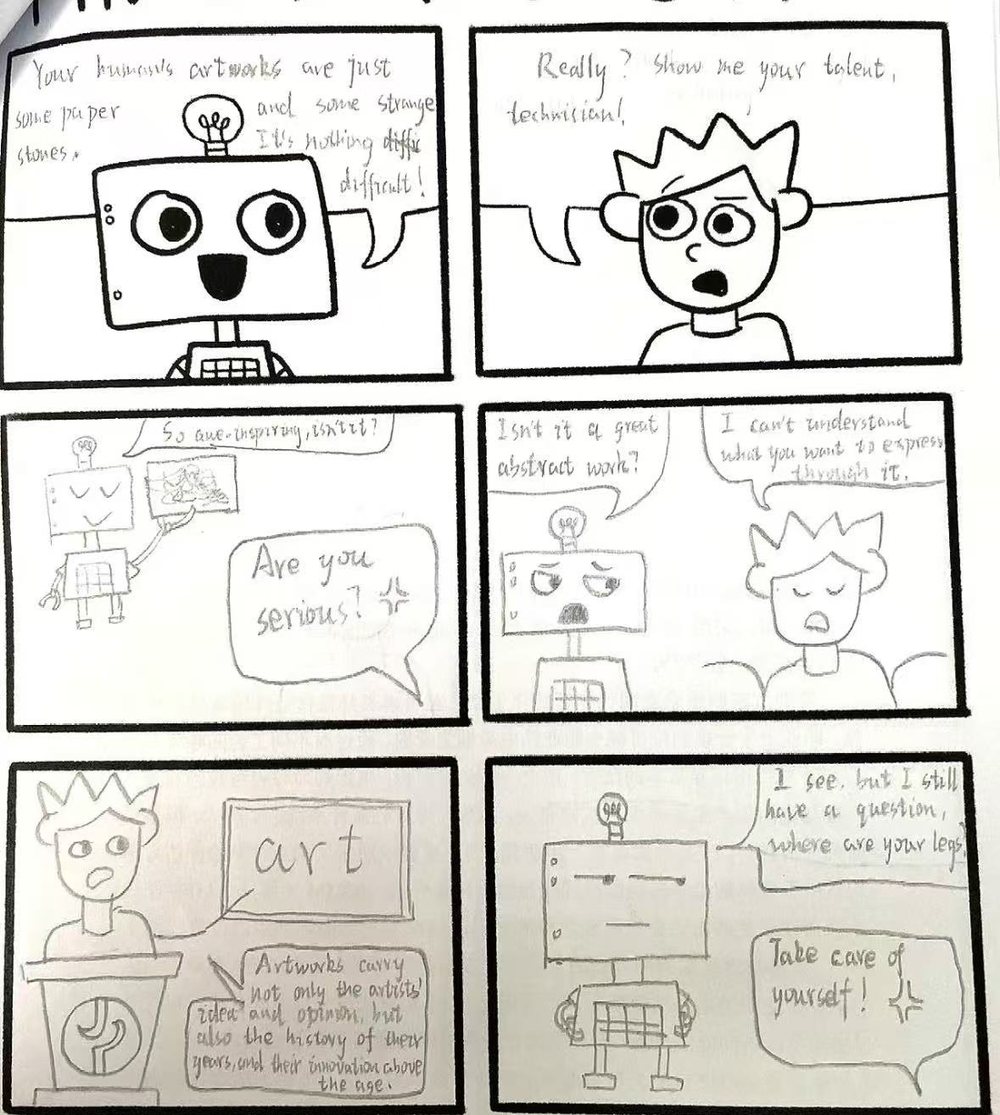 Your humans artworks are just
some paper and some strange
stones. It's nothing diffic
difficult!
Really? Show me your talent,
technisian!
So awe-inspiring, isn't it?
Are you
serious?
Isn't it a great
abstract work?
I can't understand
what you want to express
through it.
art
Artworks carry
not only the artists'
idea and opinion, but
also the history of their
years, and their innovation above
the age.
I see. but I still
have a question,
where are your legs?
Take care of
yourself!